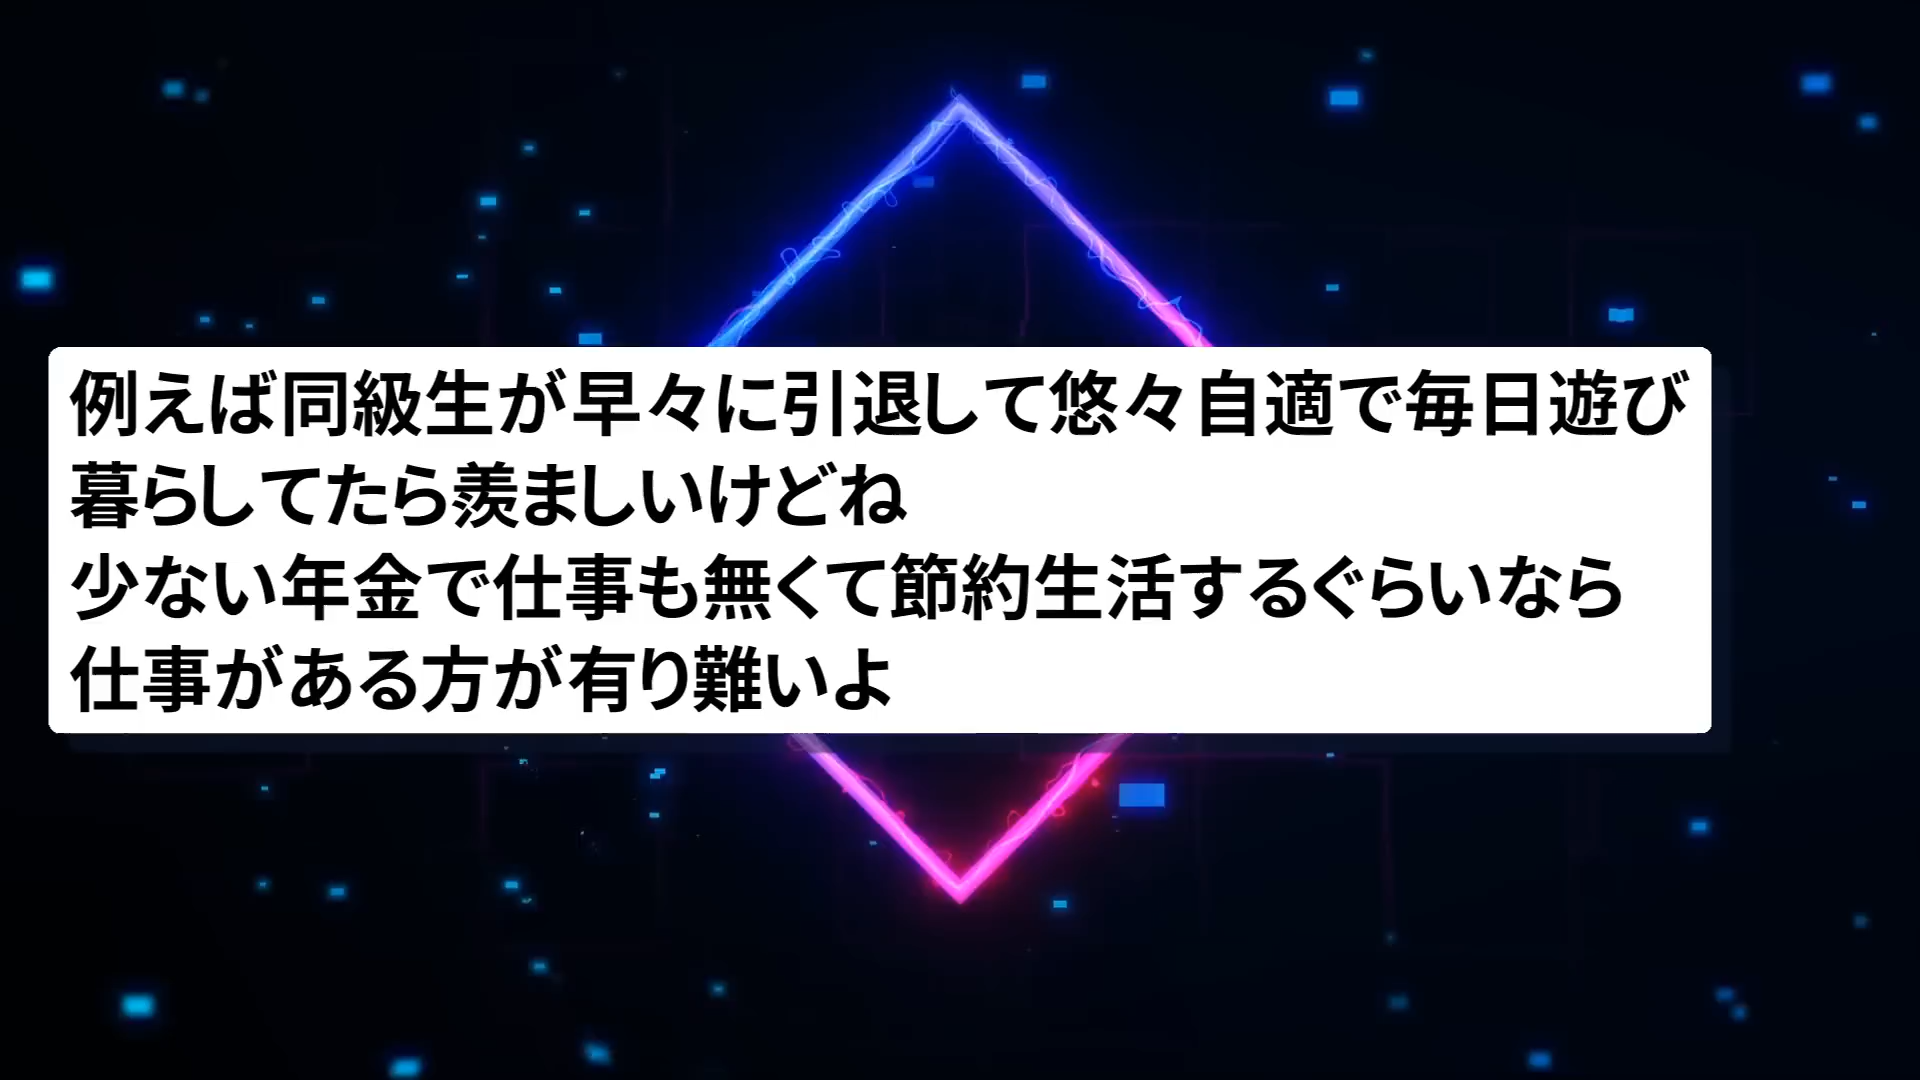 例えば同級生が早々に引退して悠々自適で毎日遊び
暮らしてたら羨ましいけどね
少ない年金で仕事も無くて節約生活するぐらいなら
仕事がある方が有り難いよ